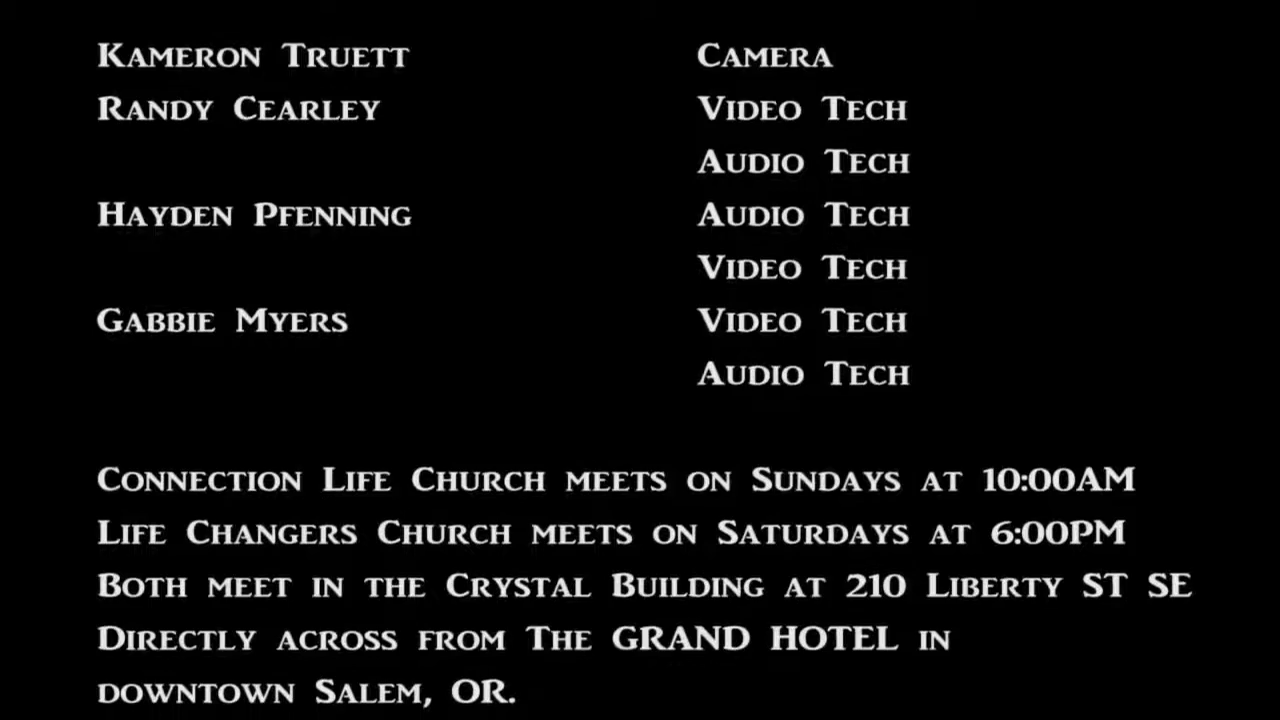 Kameron Truett Camera
Randy Cearley Video Tech
Audio Tech
Hayden Pfenning Audio Tech
Video Tech
Gabbie Myers Video Tech
Audio Tech
Connection Life Church meets on Sundays at 10:00AM
Life Changers Church meets on Saturdays at 6:00PM
Both meet in the Crystal Building at 210 Liberty ST SE
Directly across from The GRAND HOTEL in
downtown Salem, OR.